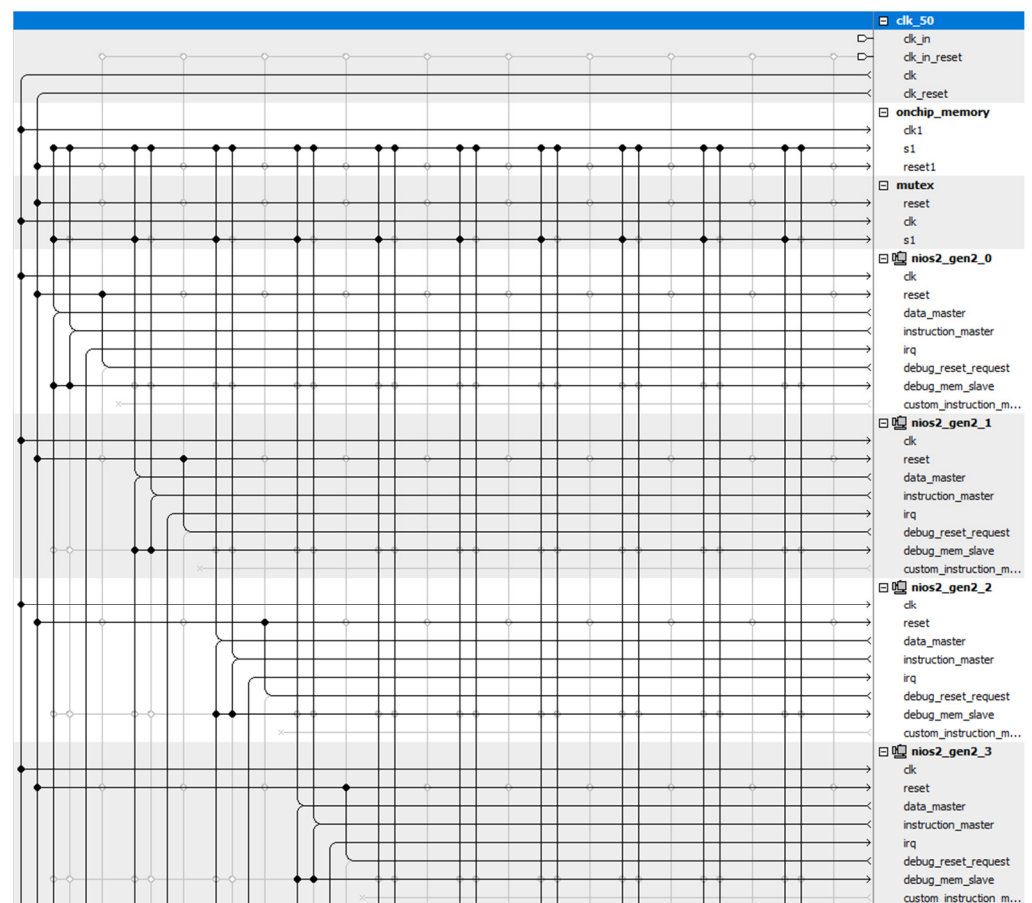 clk_50
clk_in
clk_in_reset
clk
clk_reset
onchip_memory
clk1
s1
reset1
mutex
reset
clk
s1
nios2_gen2_0
clk
reset
data_master
instruction_master
irq
debug_reset_request
debug_mem_slave
custom_instruction_m...
nios2_gen2_1
clk
reset
data_master
instruction_master
irq
debug_reset_request
debug_mem_slave
custom_instruction_m...
nios2_gen2_2
clk
reset
data_master
instruction_master
irq
debug_reset_request
debug_mem_slave
custom_instruction_m...
nios2_gen2_3
clk
reset
data_master
instruction_master
irq
debug_reset_request
debug_mem_slave
custom_instruction_m...